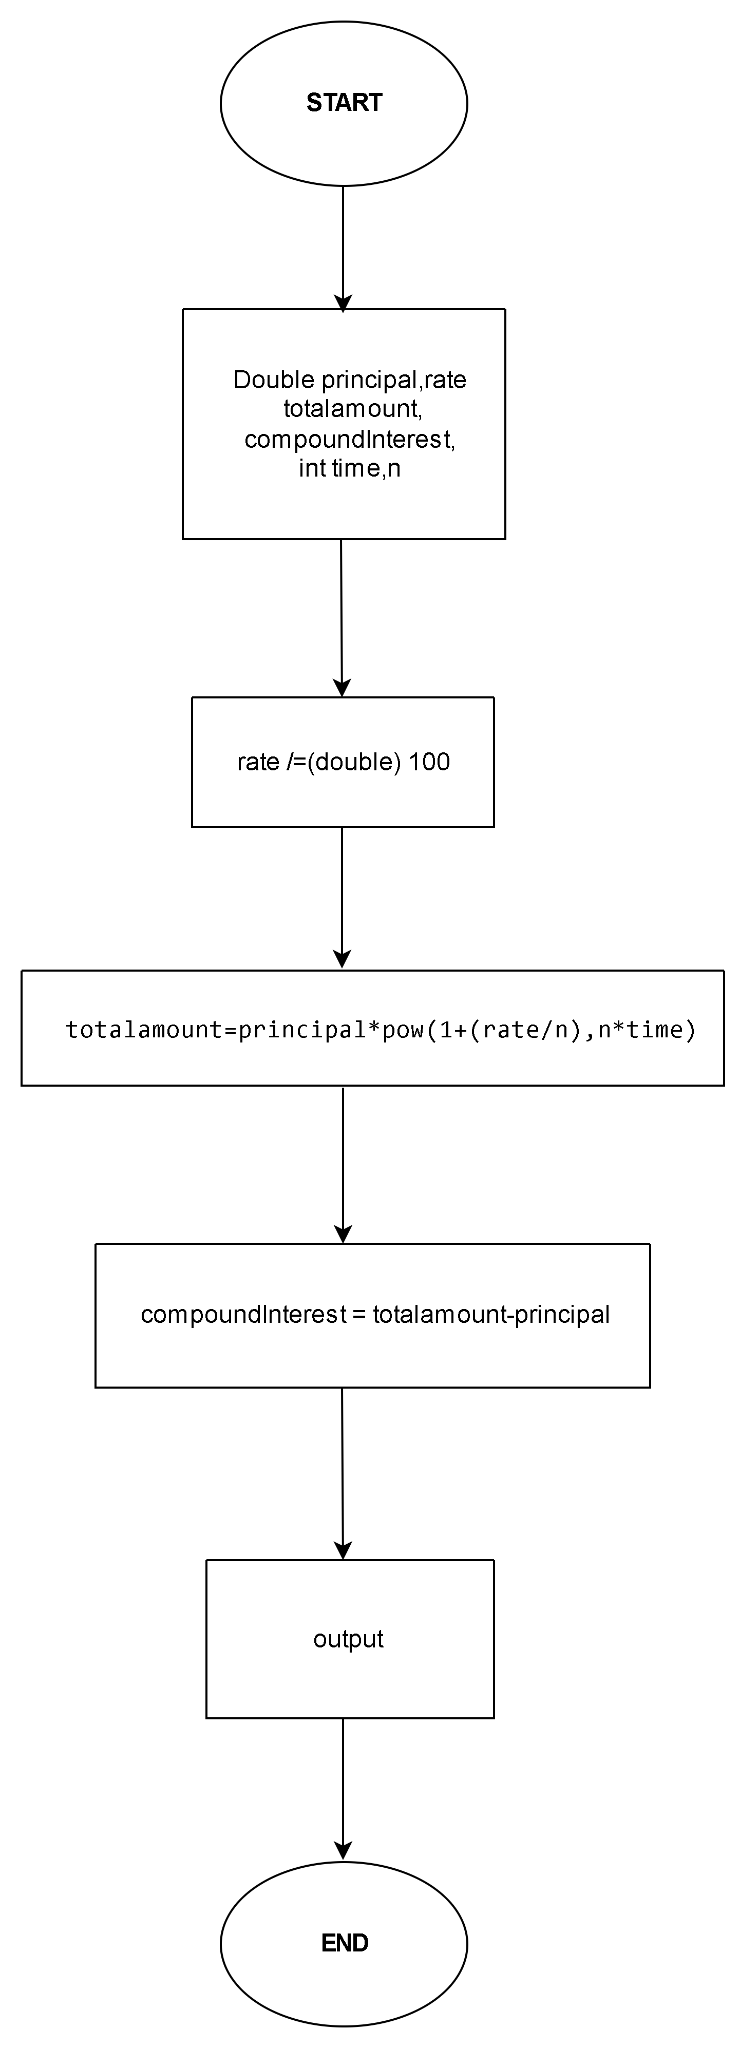 START
Double principal,rate
totalamount,
compoundInterest,
int time,n
rate /=(double) 100
totalamount=principal*pow(1+(rate/n),n*time)
compoundInterest = totalamount-principal
output
END